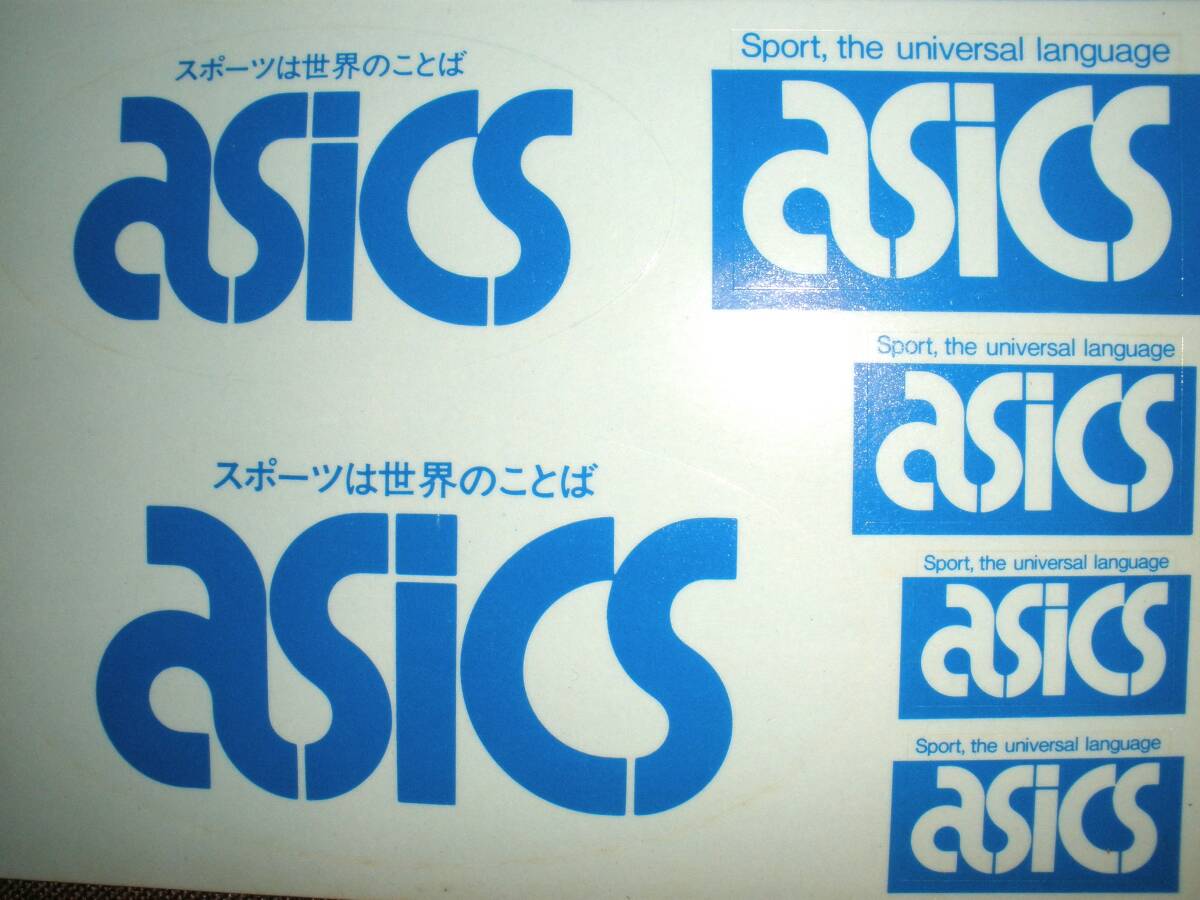 スポーツは世界のことば
asics
スポーツは世界のことば
asics
Sport, the universal language
asics
Sport, the universal language
asics
Sport, the universal language
asics
Sport, the universal language
asics